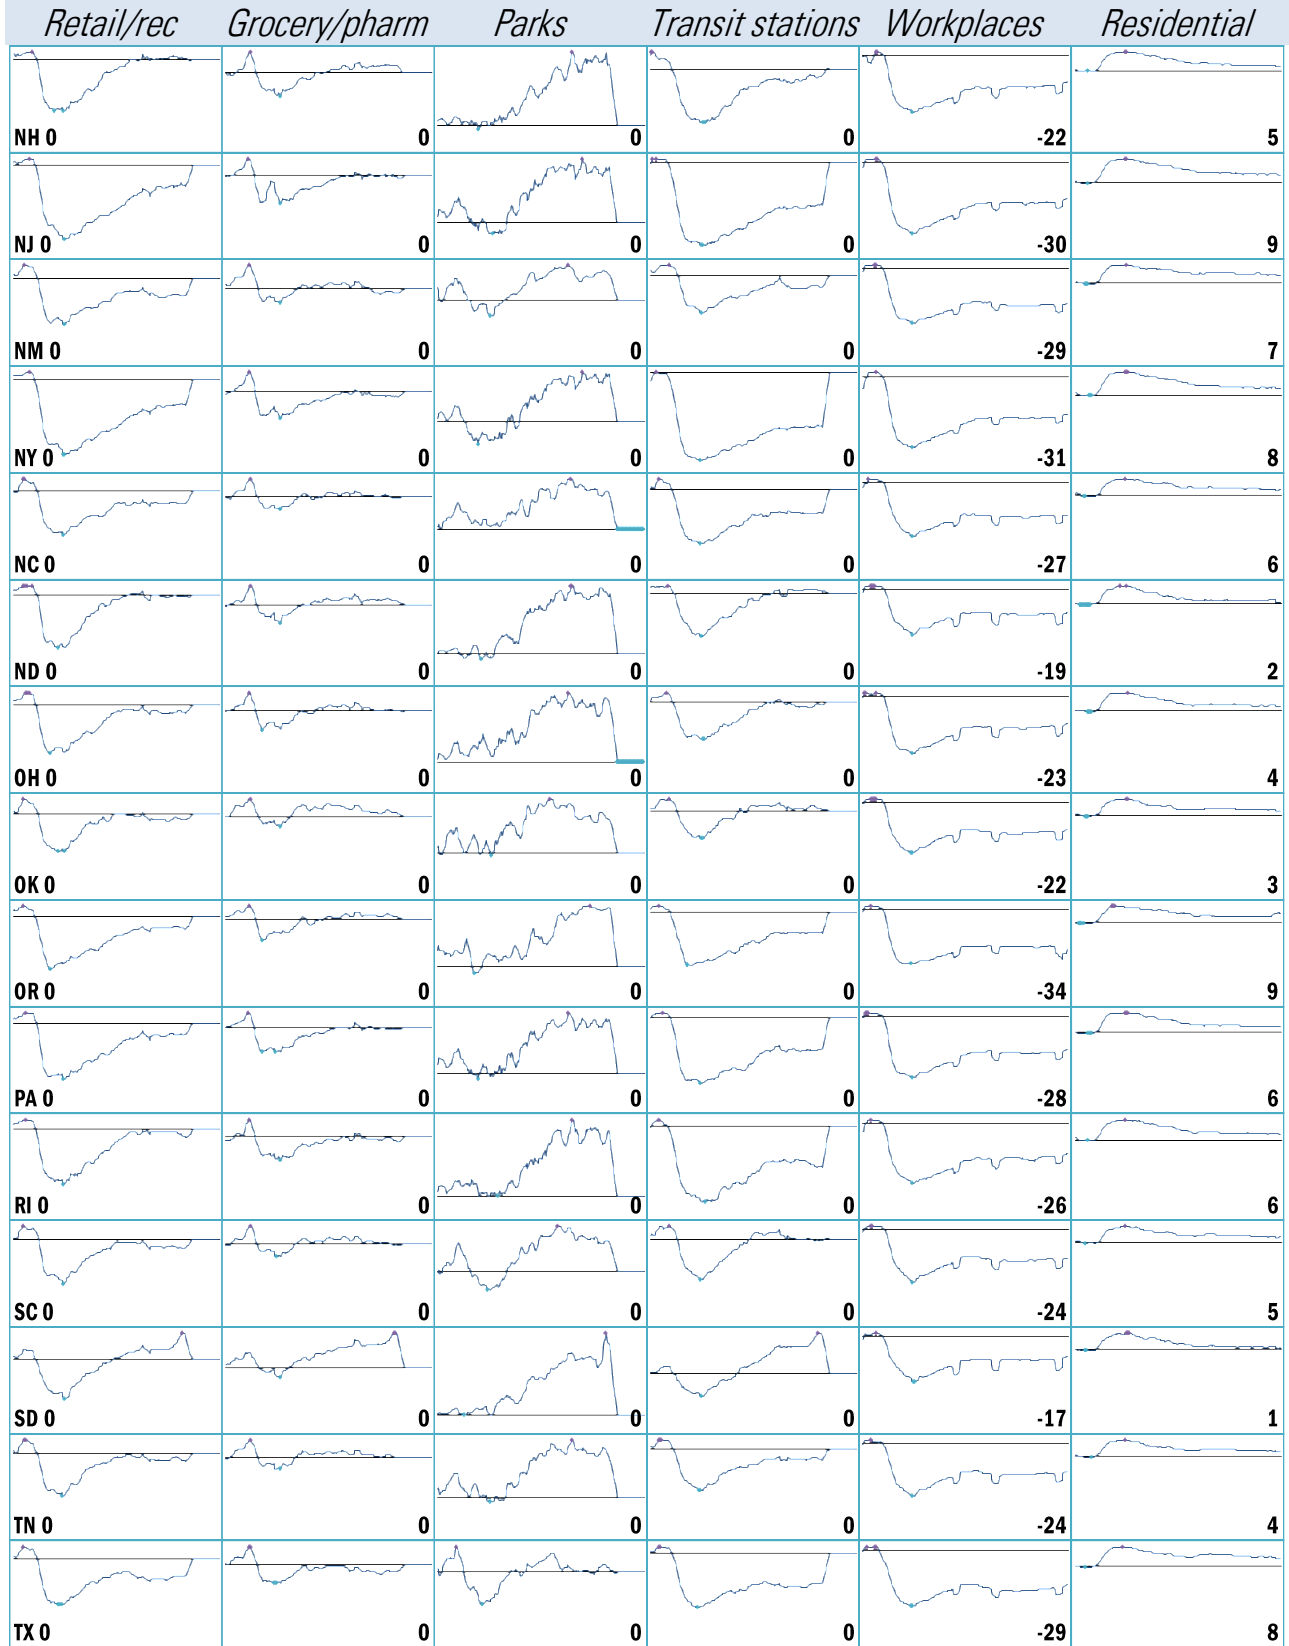 Retail/rec Grocery/pharm Parks Transit stations Workplaces Residential
NH 0 0 0 0 -22 5
NJ 0 0 0 0 -30 9
NM 0 0 0 0 -29 7
NY 0 0 0 0 -31 8
NC 0 0 0 0 -27 6
ND 0 0 0 0 -19 2
OH 0 0 0 0 -23 4
OK 0 0 0 0 -22 3
OR 0 0 0 0 -34 9
PA 0 0 0 0 -28 6
RI 0 0 0 0 -26 6
SC 0 0 0 0 -24 5
SD 0 0 0 0 -17 1
TN 0 0 0 0 -24 4
TX 0 0 0 0 -29 8